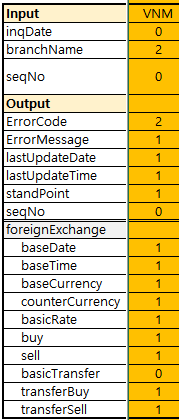 Input VNM
inqDate 0
branchName 2
seqNo 0
Output
ErrorCode 2
ErrorMessage 1
lastUpdateDate 1
lastUpdateTime 1
standPoint 1
seqNo 0
foreignExchange
baseDate 1
baseTime 1
baseCurrency 1
counterCurrency 1
basicRate 1
buy 1
sell 1
basicTransfer 0
transferBuy 1
transferSell 1